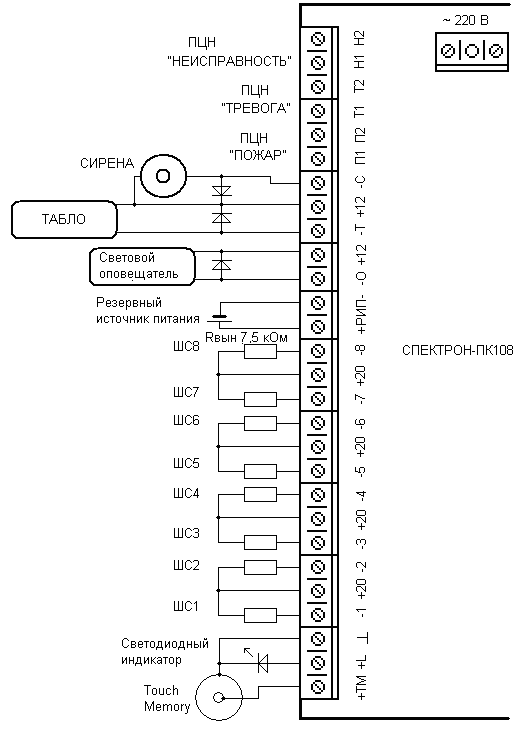 ~ 220 В
ПЦН
"НЕИСПРАВНОСТЬ"
ПЦН
"ТРЕВОГА"
ПЦН
"ПОЖАР"
СИРЕНА
ТАБЛО
Световой
оповещатель
Резервный
источник питания
Rвын 7,5 кОм
ШС8
ШС7
ШС6
ШС5
ШС4
ШС3
ШС2
ШС1
Светодиодный
индикатор
Touch
Memory
Н2
Н1
Т2
Т1
П2
П1
-С
+12
-Т
+12
-О
+РИП-
-8
+20
-7
-6
+20
-5
-4
+20
-3
-2
+20
-1
⊥
+L
+ТМ
СПЕКТРОН-ПК108